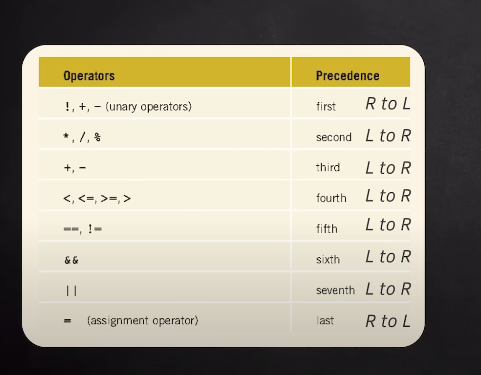 Operators Precedence
!, +, – (unary operators) first R to L
*, /, % second L to R
+, – third L to R
<, <=, >=, > fourth L to R
==, != fifth L to R
&& sixth L to R
|| seventh L to R
= (assignment operator) last R to L